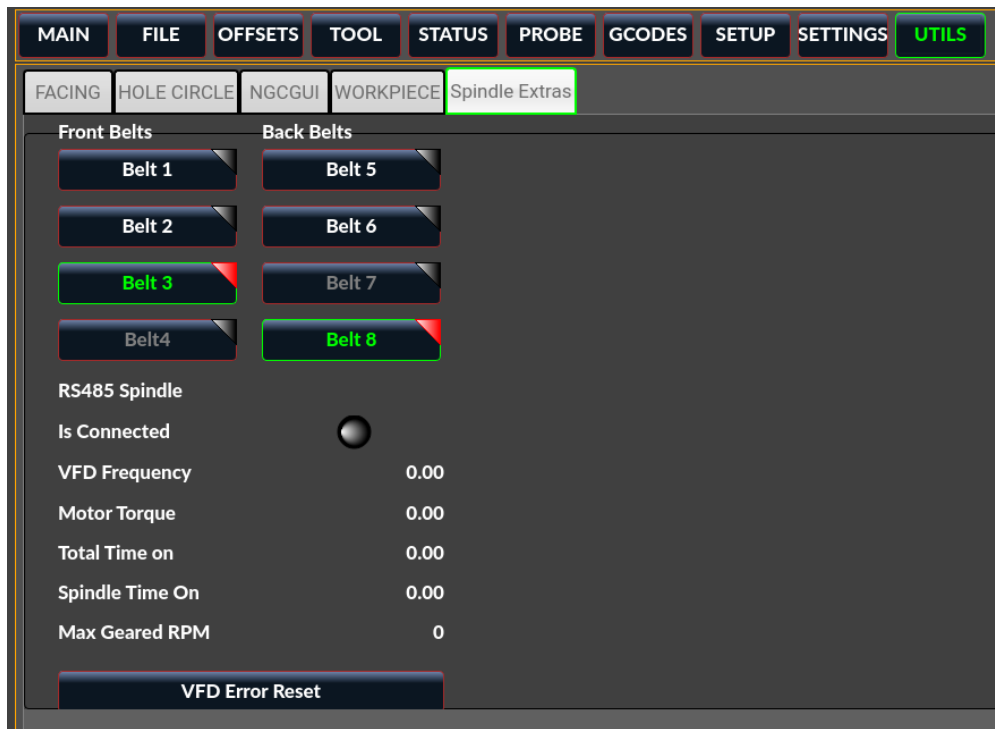 MAIN FILE OFFSETS TOOL STATUS PROBE GCODES SETUP SETTINGS UTILS
FACING HOLE CIRCLE NGCGUI WORKPIECE Spindle Extras
Front Belts Back Belts
Belt 1 Belt 5
Belt 2 Belt 6
Belt 3 Belt 7
Belt4 Belt 8
RS485 Spindle
Is Connected
VFD Frequency 0.00
Motor Torque 0.00
Total Time on 0.00
Spindle Time On 0.00
Max Geared RPM 0
VFD Error Reset